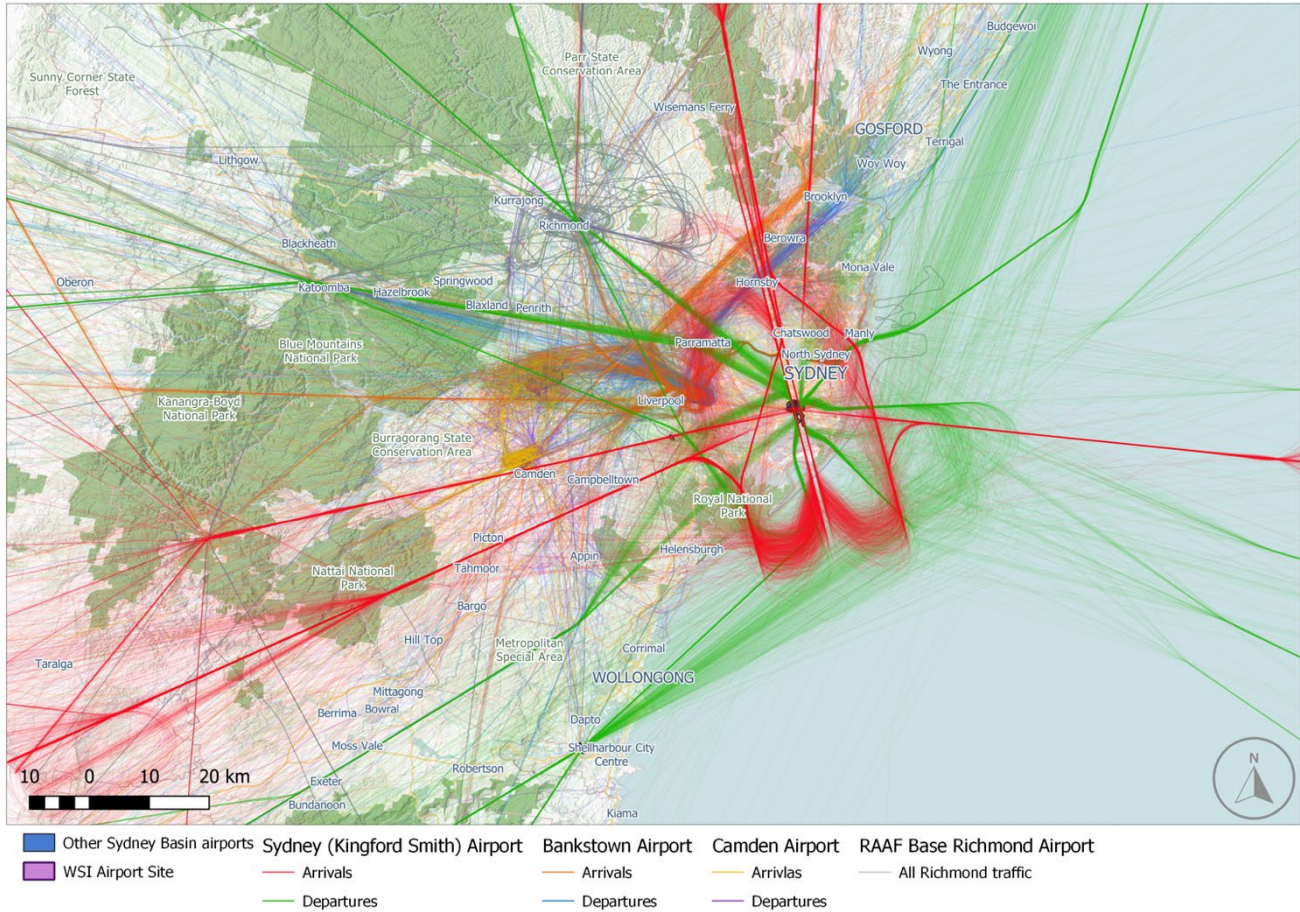 Budgewoi
Wyong
Parr State
Conservation Area
Sunny Corner State
Forest
The Entrance
Wisemans Ferry
GOSFORD
Terrigal
Lithgow
Woy Woy
Kurrajong
Brooklyn
Richmond
Blackheath
Berowra
Mona Vale
Oberon
Springwood
Hornsby
Katoomba
Hazelbrook
Blaxland
Penrith
Chatswood
Manly
Blue Mountains
National Park
Parramatta
North Sydney
SYDNEY
Kanangra-Boyd
National Park
Liverpool
Burragorang State
Conservation Area
Camden
Campbelltown
Royal National
Park
Picton
Helensburgh
Appin
Nattai National
Park
Tahmoor
Bargo
Hill Top
Metropolitan
Special Area
Corrimal
Taralga
WOLLONGONG
Mittagong
Bowral
Berrima
Dapto
Moss Vale
Shellharbour City
Centre
Robertson
Exeter
Bundanoon
Kiama
N
10 0 10 20 km
Other Sydney Basin airports
WSI Airport Site
Sydney (Kingford Smith) Airport
Arrivals
Departures
Bankstown Airport
Arrivals
Departures
Camden Airport
Arrivlas
Departures
RAAF Base Richmond Airport
All Richmond traffic